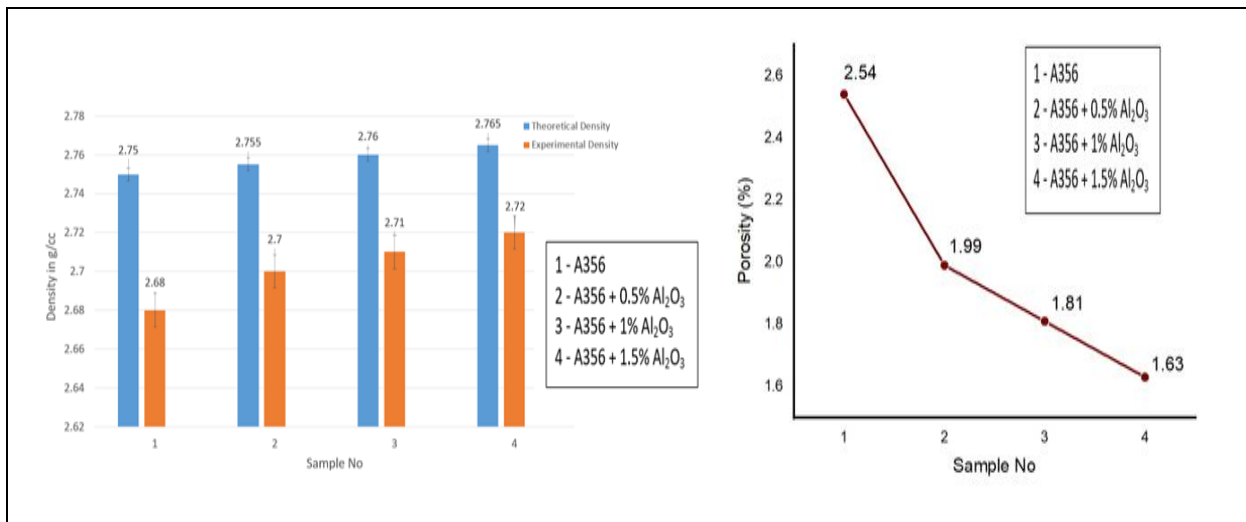 2.78
2.76
2.74
2.72
2.7
2.68
2.66
2.64
2.62
Density in g/cc
2.75
2.755
2.76
2.765
2.68
2.7
2.71
2.72
Theoretical Density
Experimental Density
1
2
3
4
Sample No
1 - A356
2 - A356 + 0.5% Al₂O₃
3 - A356 + 1% Al₂O₃
4 - A356 + 1.5% Al₂O₃
2.6
2.4
2.2
2.0
1.8
1.6
Porosity (%)
2.54
1.99
1.81
1.63
1 - A356
2 - A356 + 0.5% Al₂O₃
3 - A356 + 1% Al₂O₃
4 - A356 + 1.5% Al₂O₃
1
2
3
4
Sample No